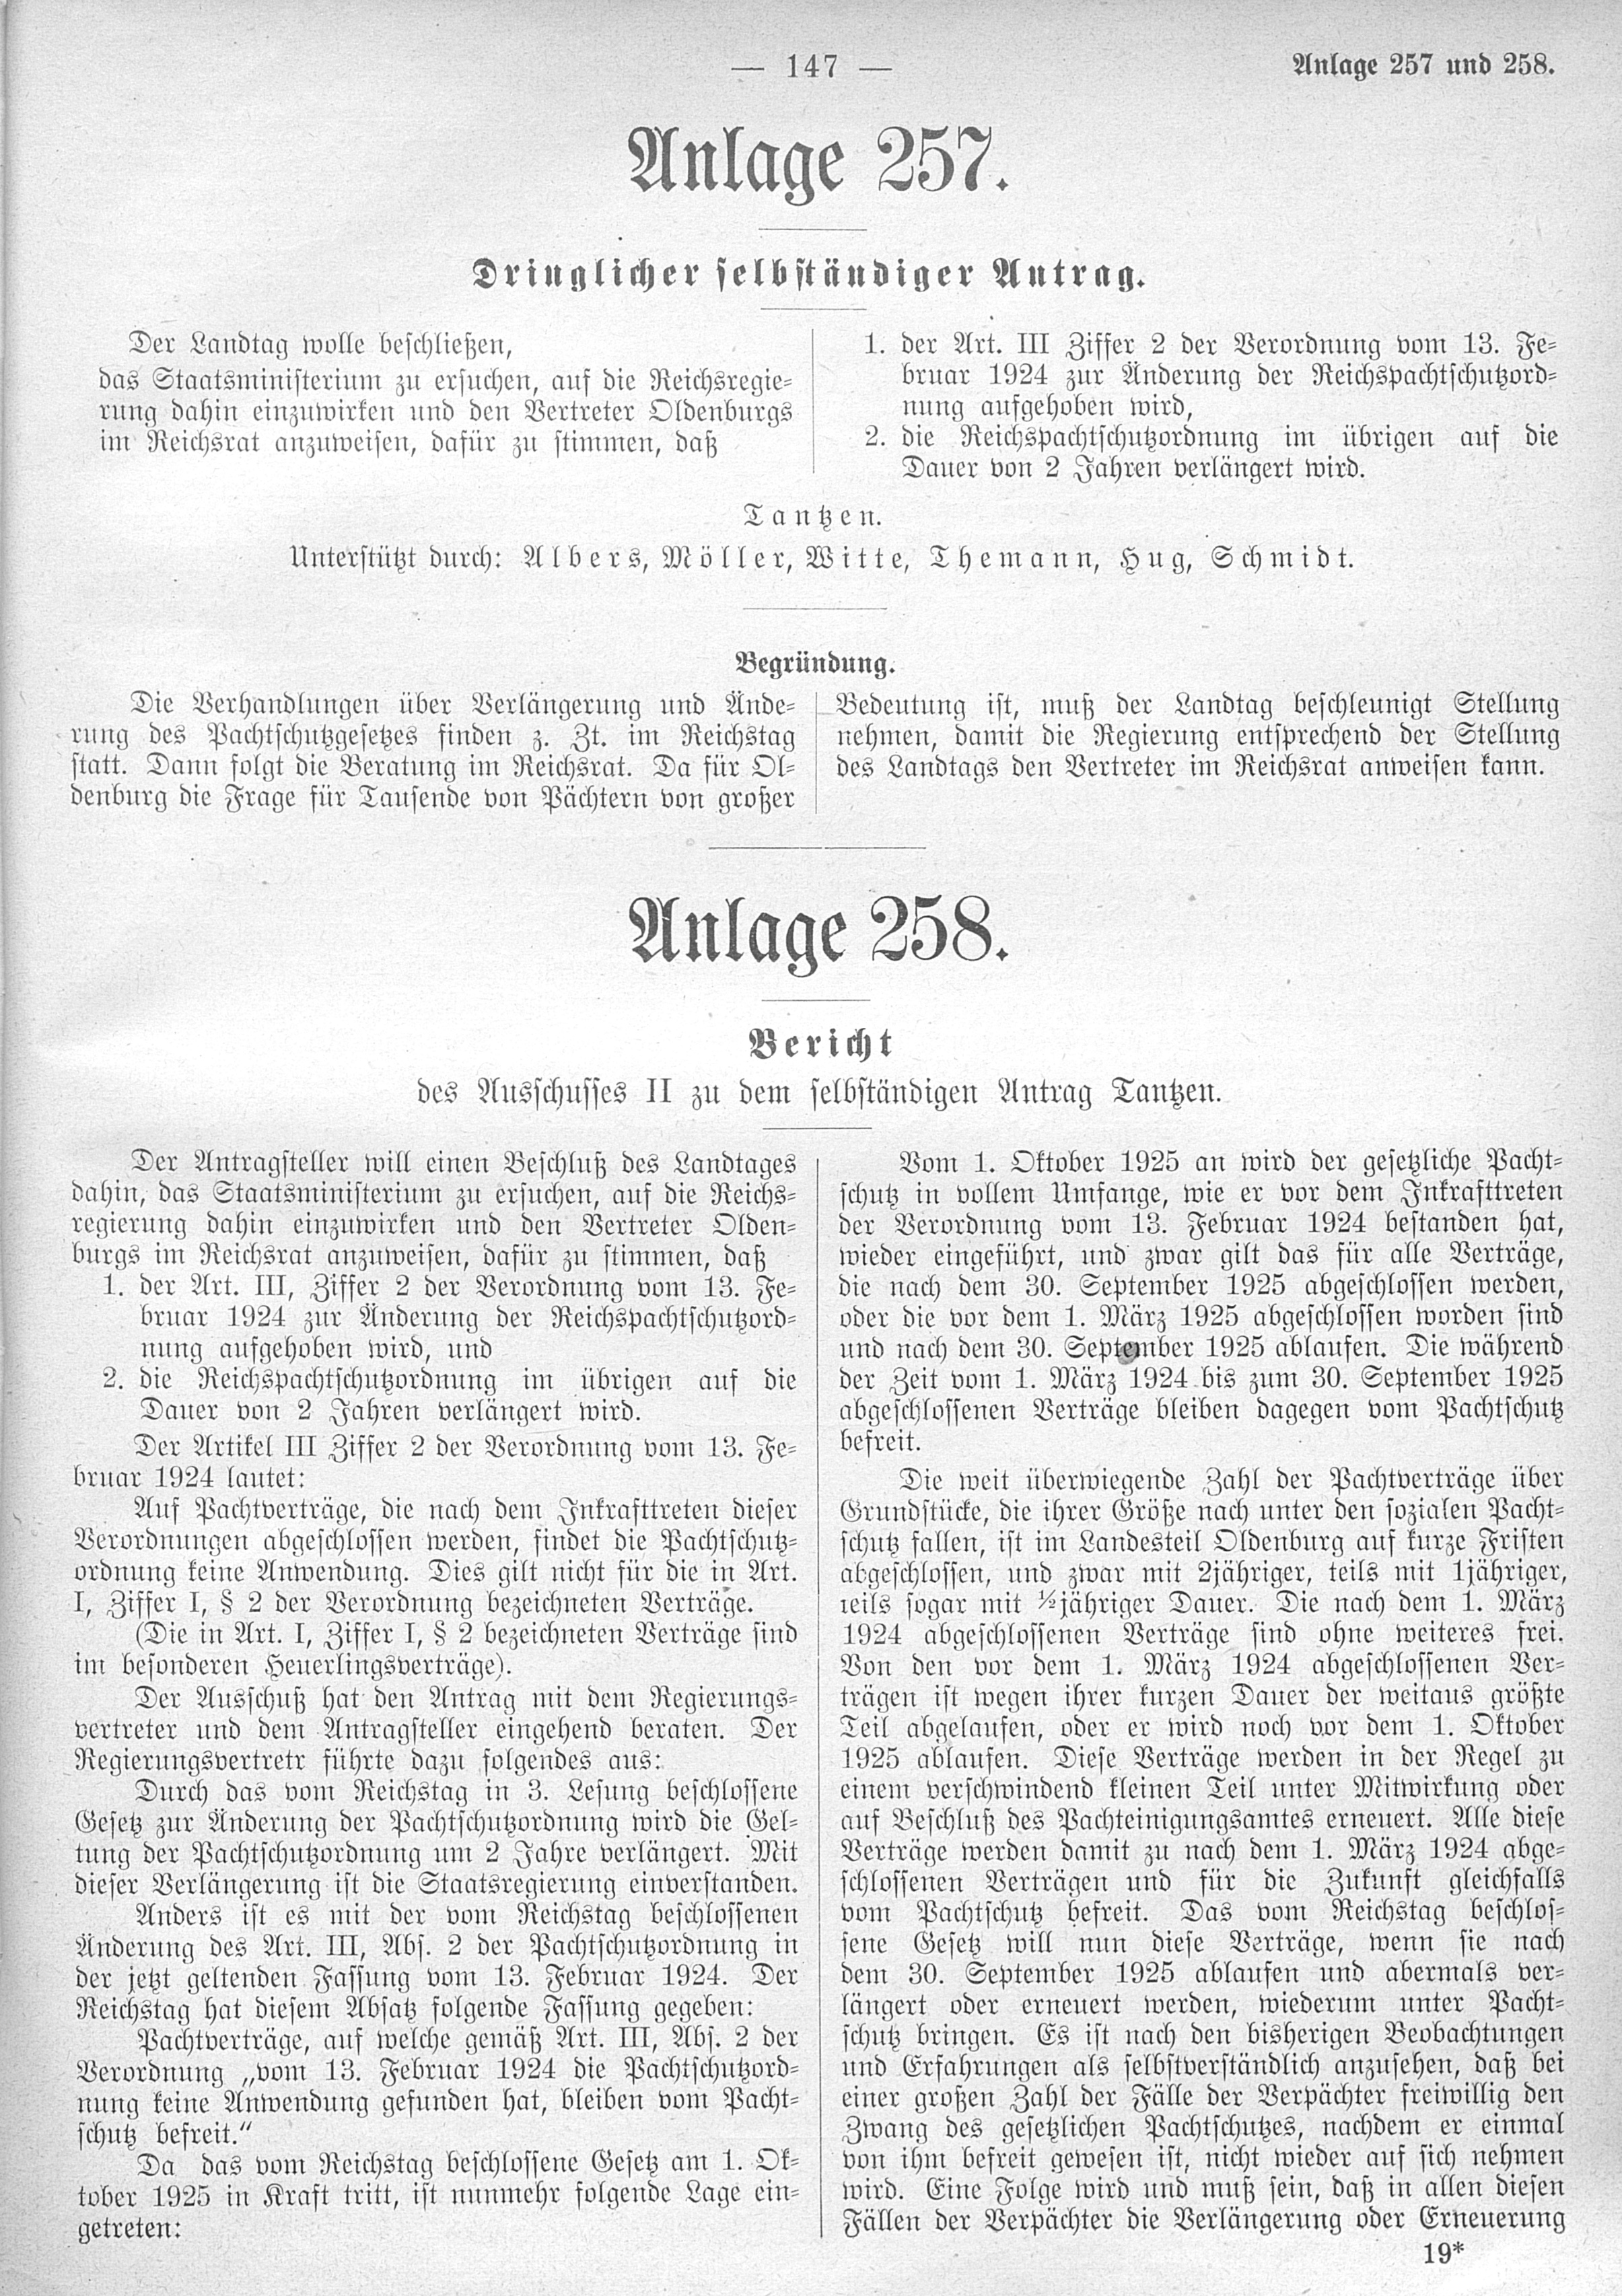 — 147 —
Anlage 257 und 258.
Anlage 257.
Dringlicher selbständiger Antrag.
Der Landtag wolle beschließen,
das Staatsministerium zu ersuchen, auf die Reichsregie-
rung dahin einzuwirken und den Vertreter Oldenburgs
im Reichsrat anzuweisen, dafür zu stimmen, daß
1. der Art. III Ziffer 2 der Verordnung vom 13. Fe-
bruar 1924 zur Änderung der Reichspachtschutzord-
nung aufgehoben wird,
2. die Reichspachtschutzordnung im übrigen auf die
Dauer von 2 Jahren verlängert wird.
Tantzen.
Unterstützt durch: Albers, Möller, Witte, Themann, Hug, Schmidt.
Begründung.
Die Verhandlungen über Verlängerung und Ände-
rung des Pachtschutzgesetzes finden z. Zt. im Reichstag
statt. Dann folgt die Beratung im Reichsrat. Da für Ol-
denburg die Frage für Tausende von Pächtern von großer
Bedeutung ist, muß der Landtag beschleunigt Stellung
nehmen, damit die Regierung entsprechend der Stellung
des Landtags den Vertreter im Reichsrat anweisen kann.
Anlage 258.
Bericht
des Ausschusses II zu dem selbständigen Antrag Tantzen.
Der Antragsteller will einen Beschluß des Landtages
dahin, das Staatsministerium zu ersuchen, auf die Reichs-
regierung dahin einzuwirken und den Vertreter Olden-
burgs im Reichsrat anzuweisen, dafür zu stimmen, daß
1. der Art. III, Ziffer 2 der Verordnung vom 13. Fe-
bruar 1924 zur Änderung der Reichspachtschutzord-
nung aufgehoben wird, und
2. die Reichspachtschutzordnung im übrigen auf die
Dauer von 2 Jahren verlängert wird.
Der Artikel III Ziffer 2 der Verordnung vom 13. Fe-
bruar 1924 lautet:
Auf Pachtverträge, die nach dem Inkrafttreten dieser
Verordnungen abgeschlossen werden, findet die Pachtschutz-
ordnung keine Anwendung. Dies gilt nicht für die in Art.
I, Ziffer I, § 2 der Verordnung bezeichneten Verträge.
(Die in Art. I, Ziffer I, § 2 bezeichneten Verträge sind
im besonderen Heuerlingsverträge).
Der Ausschuß hat den Antrag mit dem Regierungs-
vertreter und dem Antragsteller eingehend beraten. Der
Regierungsvertretr führte dazu folgendes aus:
Durch das vom Reichstag in 3. Lesung beschlossene
Gesetz zur Änderung der Pachtschutzordnung wird die Gel-
tung der Pachtschutzordnung um 2 Jahre verlängert. Mit
dieser Verlängerung ist die Staatsregierung einverstanden.
Anders ist es mit der vom Reichstag beschlossenen
Änderung des Art. III, Abs. 2 der Pachtschutzordnung in
der jetzt geltenden Fassung vom 13. Februar 1924. Der
Reichstag hat diesem Absatz folgende Fassung gegeben:
Pachtverträge, auf welche gemäß Art. III, Abs. 2 der
Verordnung „vom 13. Februar 1924 die Pachtschutzord-
nung keine Anwendung gefunden hat, bleiben vom Pacht-
schutz befreit.“
Da das vom Reichstag beschlossene Gesetz am 1. Ok-
tober 1925 in Kraft tritt, ist nunmehr folgende Lage ein-
getreten:
Vom 1. Oktober 1925 an wird der gesetzliche Pacht-
schutz in vollem Umfange, wie er vor dem Inkrafttreten
der Verordnung vom 13. Februar 1924 bestanden hat,
wieder eingeführt, und zwar gilt das für alle Verträge,
die nach dem 30. September 1925 abgeschlossen werden,
oder die vor dem 1. März 1925 abgeschlossen worden sind
und nach dem 30. September 1925 ablaufen. Die während
der Zeit vom 1. März 1924 bis zum 30. September 1925
abgeschlossenen Verträge bleiben dagegen vom Pachtschutz
befreit.
Die weit überwiegende Zahl der Pachtverträge über
Grundstücke, die ihrer Größe nach unter den sozialen Pacht-
schutz fallen, ist im Landesteil Oldenburg auf kurze Fristen
abgeschlossen, und zwar mit 2jähriger, teils mit 1jähriger,
teils sogar mit ½jähriger Dauer. Die nach dem 1. März
1924 abgeschlossenen Verträge sind ohne weiteres frei.
Von den vor dem 1. März 1924 abgeschlossenen Ver-
trägen ist wegen ihrer kurzen Dauer der weitaus größte
Teil abgelaufen, oder er wird noch vor dem 1. Oktober
1925 ablaufen. Diese Verträge werden in der Regel zu
einem verschwindend kleinen Teil unter Mitwirkung oder
auf Beschluß des Pachteinigungsamtes erneuert. Alle diese
Verträge werden damit zu nach dem 1. März 1924 abge-
schlossenen Verträgen und für die Zukunft gleichfalls
vom Pachtschutz befreit. Das vom Reichstag beschlos-
sene Gesetz will nun diese Verträge, wenn sie nach
dem 30. September 1925 ablaufen und abermals ver-
längert oder erneuert werden, wiederum unter Pacht-
schutz bringen. Es ist nach den bisherigen Beobachtungen
und Erfahrungen als selbstverständlich anzusehen, daß bei
einer großen Zahl der Fälle der Verpächter freiwillig den
Zwang des gesetzlichen Pachtschutzes, nachdem er einmal
von ihm befreit gewesen ist, nicht wieder auf sich nehmen
wird. Eine Folge wird und muß sein, daß in allen diesen
Fällen der Verpächter die Verlängerung oder Erneuerung
19*